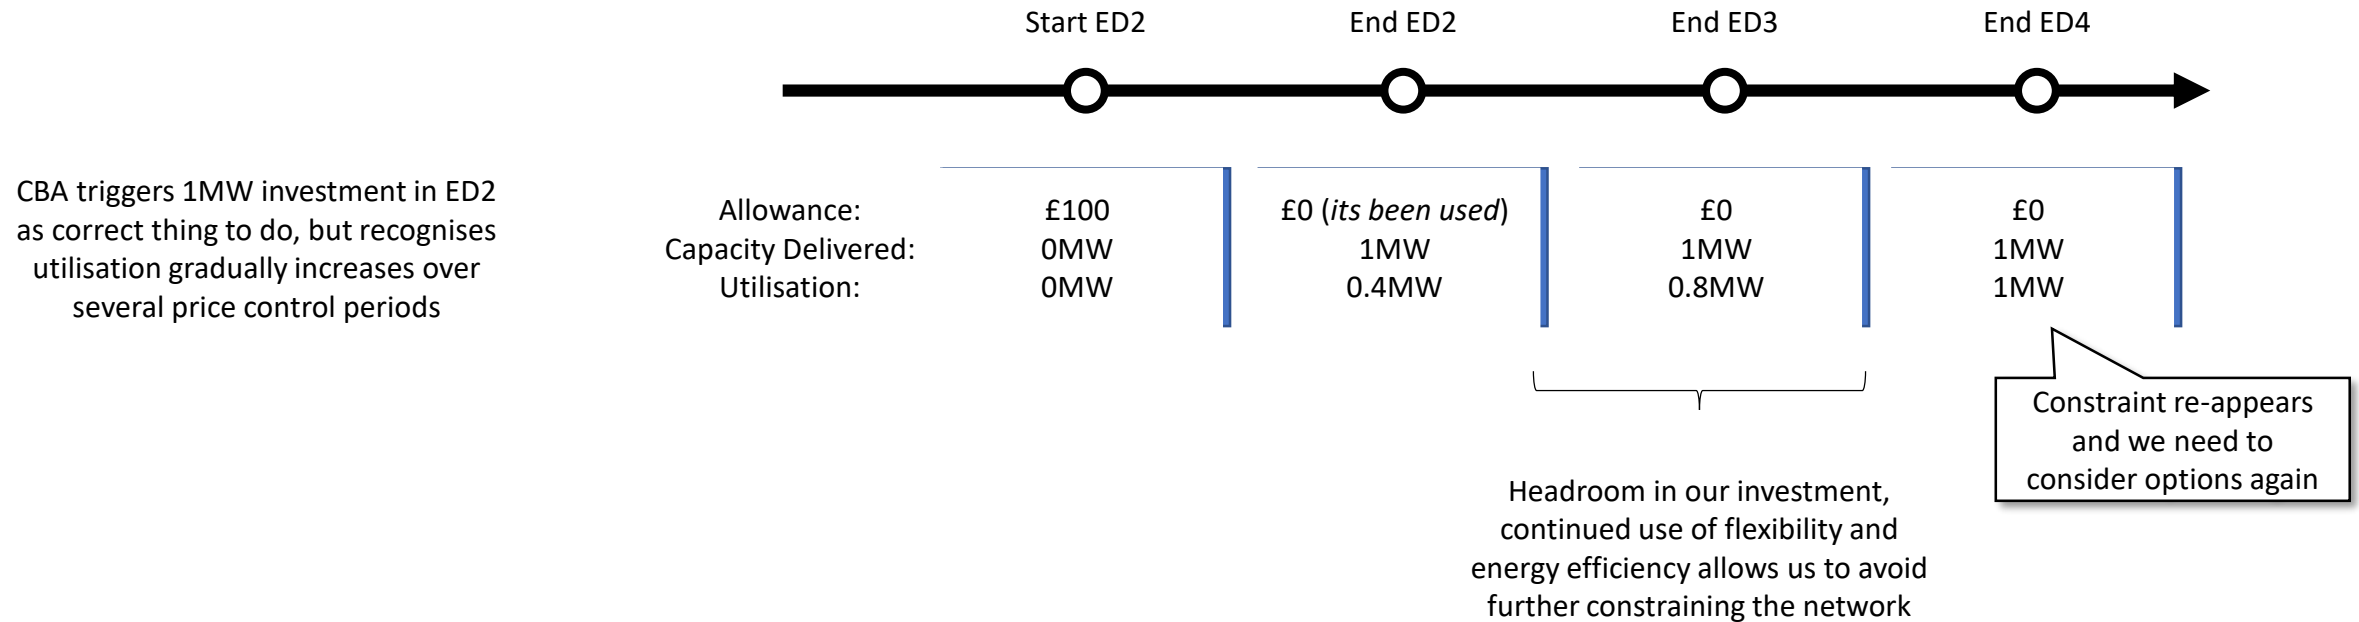 Start ED2 End ED2 End ED3 End ED4
CBA triggers 1MW investment in ED2
as correct thing to do, but recognises
utilisation gradually increases over
several price control periods
Allowance: £100 £0 (its been used) £0 £0
Capacity Delivered: 0MW 1MW 1MW 1MW
Utilisation: 0MW 0.4MW 0.8MW 1MW
Constraint re-appears
and we need to
consider options again
Headroom in our investment,
continued use of flexibility and
energy efficiency allows us to avoid
further constraining the network